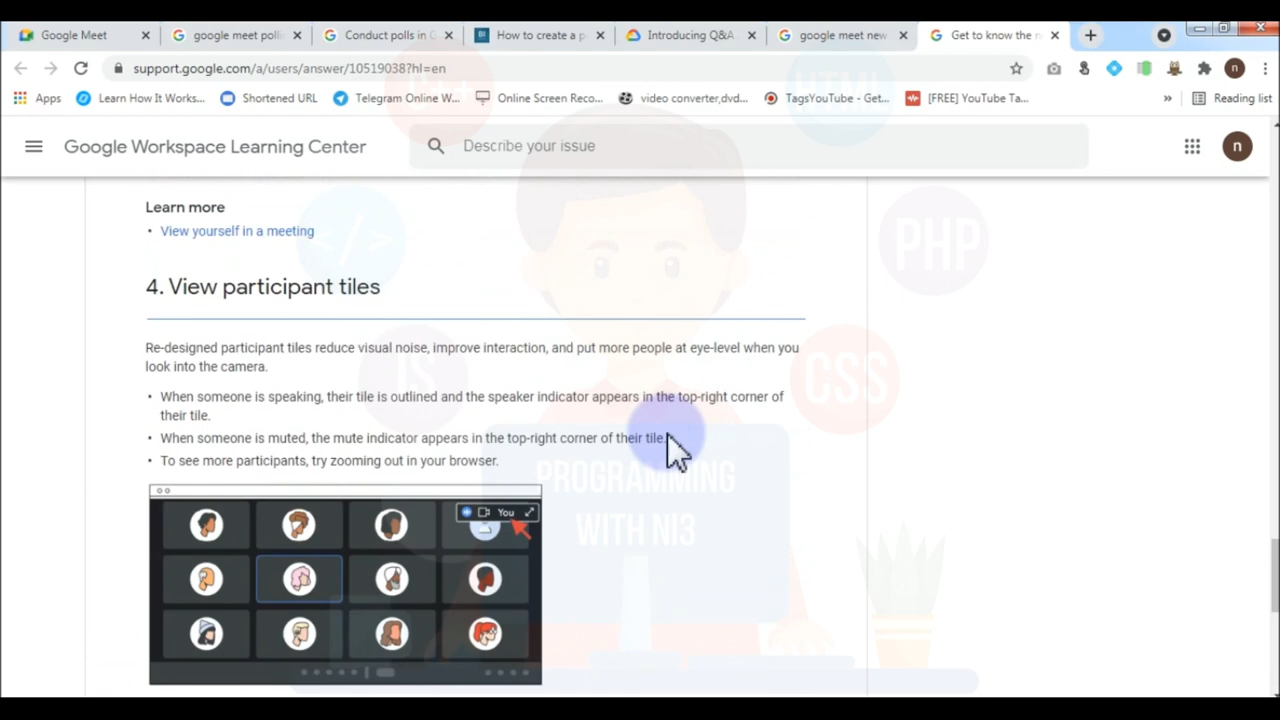 Google Meet
google meet polli
Conduct polls in G
How to create a p
Introducing Q&A
google meet new
Get to know the n
support.google.com/a/users/answer/10519038?hl=en
n
Apps
Learn How It Works...
Shortened URL
Telegram Online W...
Online Screen Reco...
video converter,dvd...
TagsYouTube - Get...
[FREE] YouTube Ta...
»
Reading list
Google Workspace Learning Center
Describe your issue
n
Learn more
• View yourself in a meeting
4. View participant tiles
Re-designed participant tiles reduce visual noise, improve interaction, and put more people at eye-level when you
look into the camera.
• When someone is speaking, their tile is outlined and the speaker indicator appears in the top-right corner of
their tile.
• When someone is muted, the mute indicator appears in the top-right corner of their tile.
• To see more participants, try zooming out in your browser.
You
HTML
</>
PHP
JS
CSS
PROGRAMMING
WITH NI3